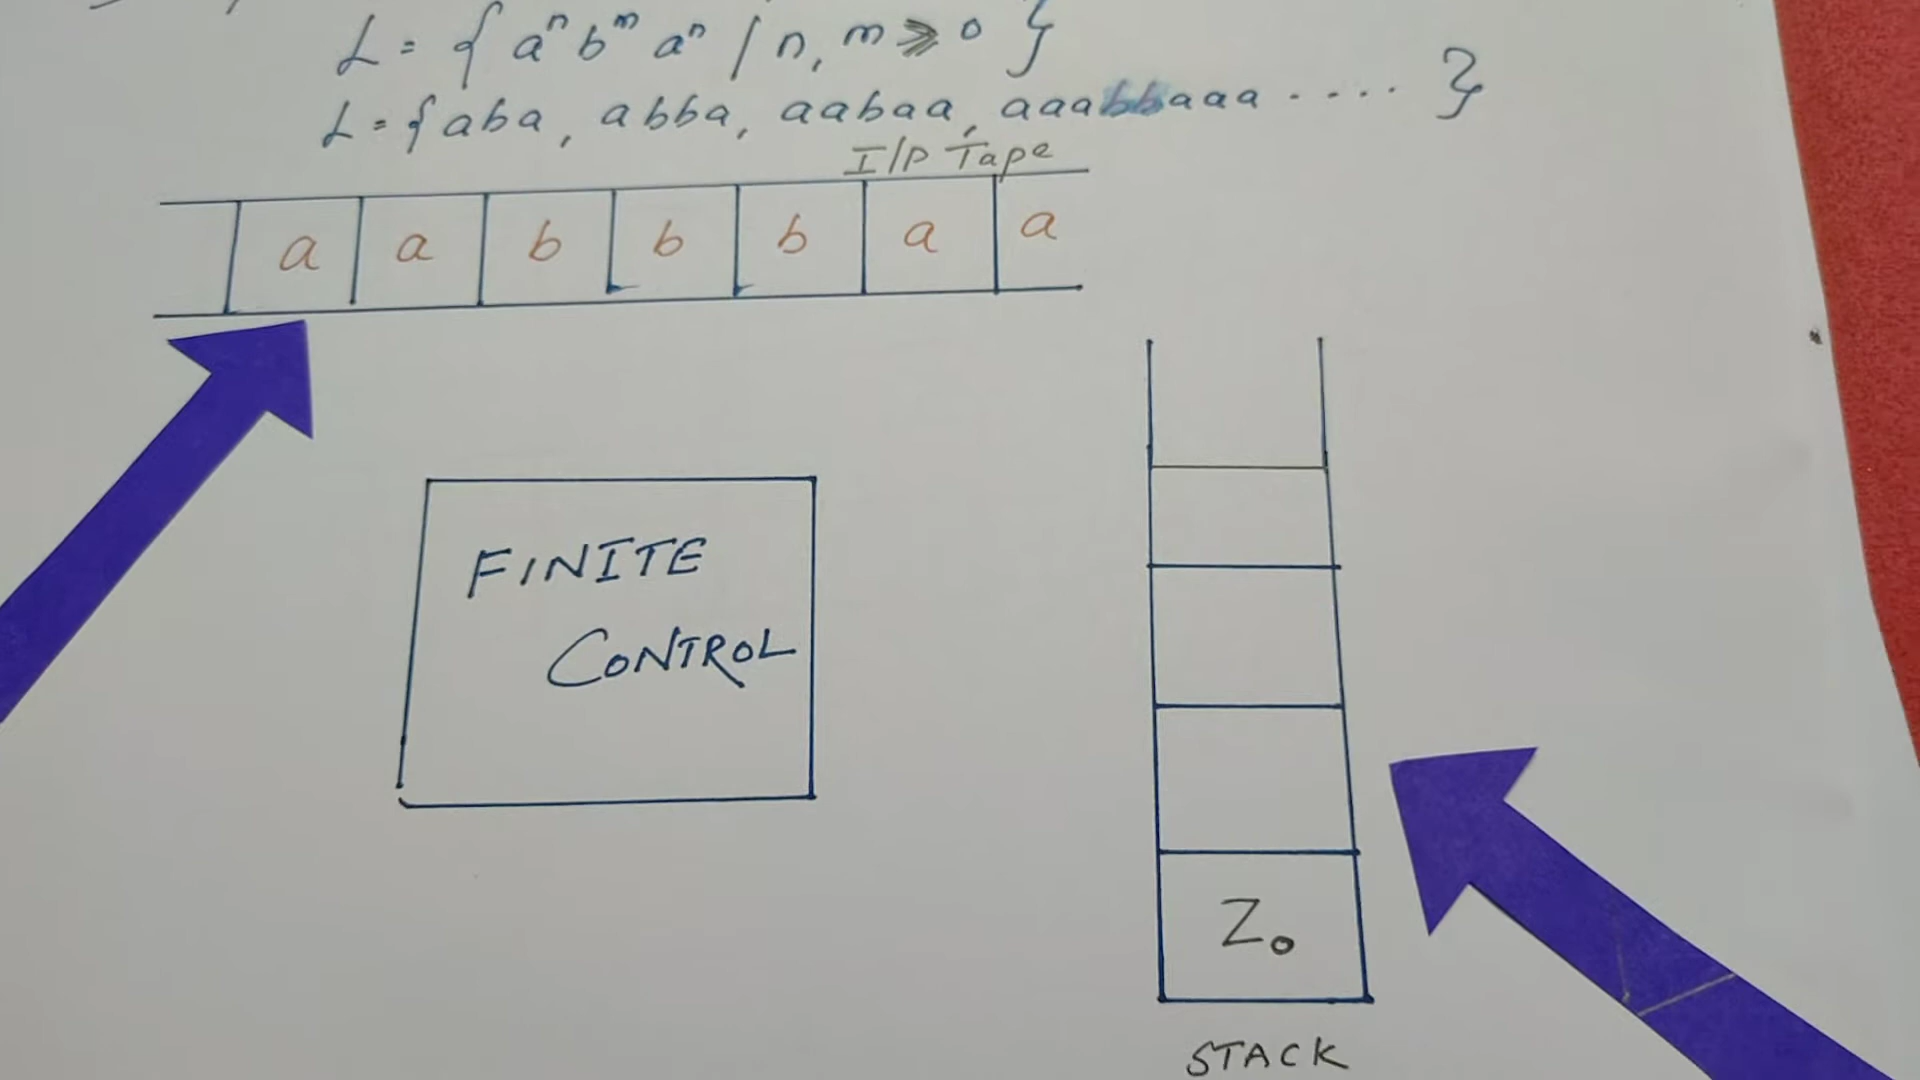 L = { aⁿ bᵐ aⁿ / n, m ⩾ 0 }
L = { aba, abba, aabaa, aaabbaaa . . . . }
I/P Tape
a a b b b a a
FINITE
CONTROL
Z₀
STACK